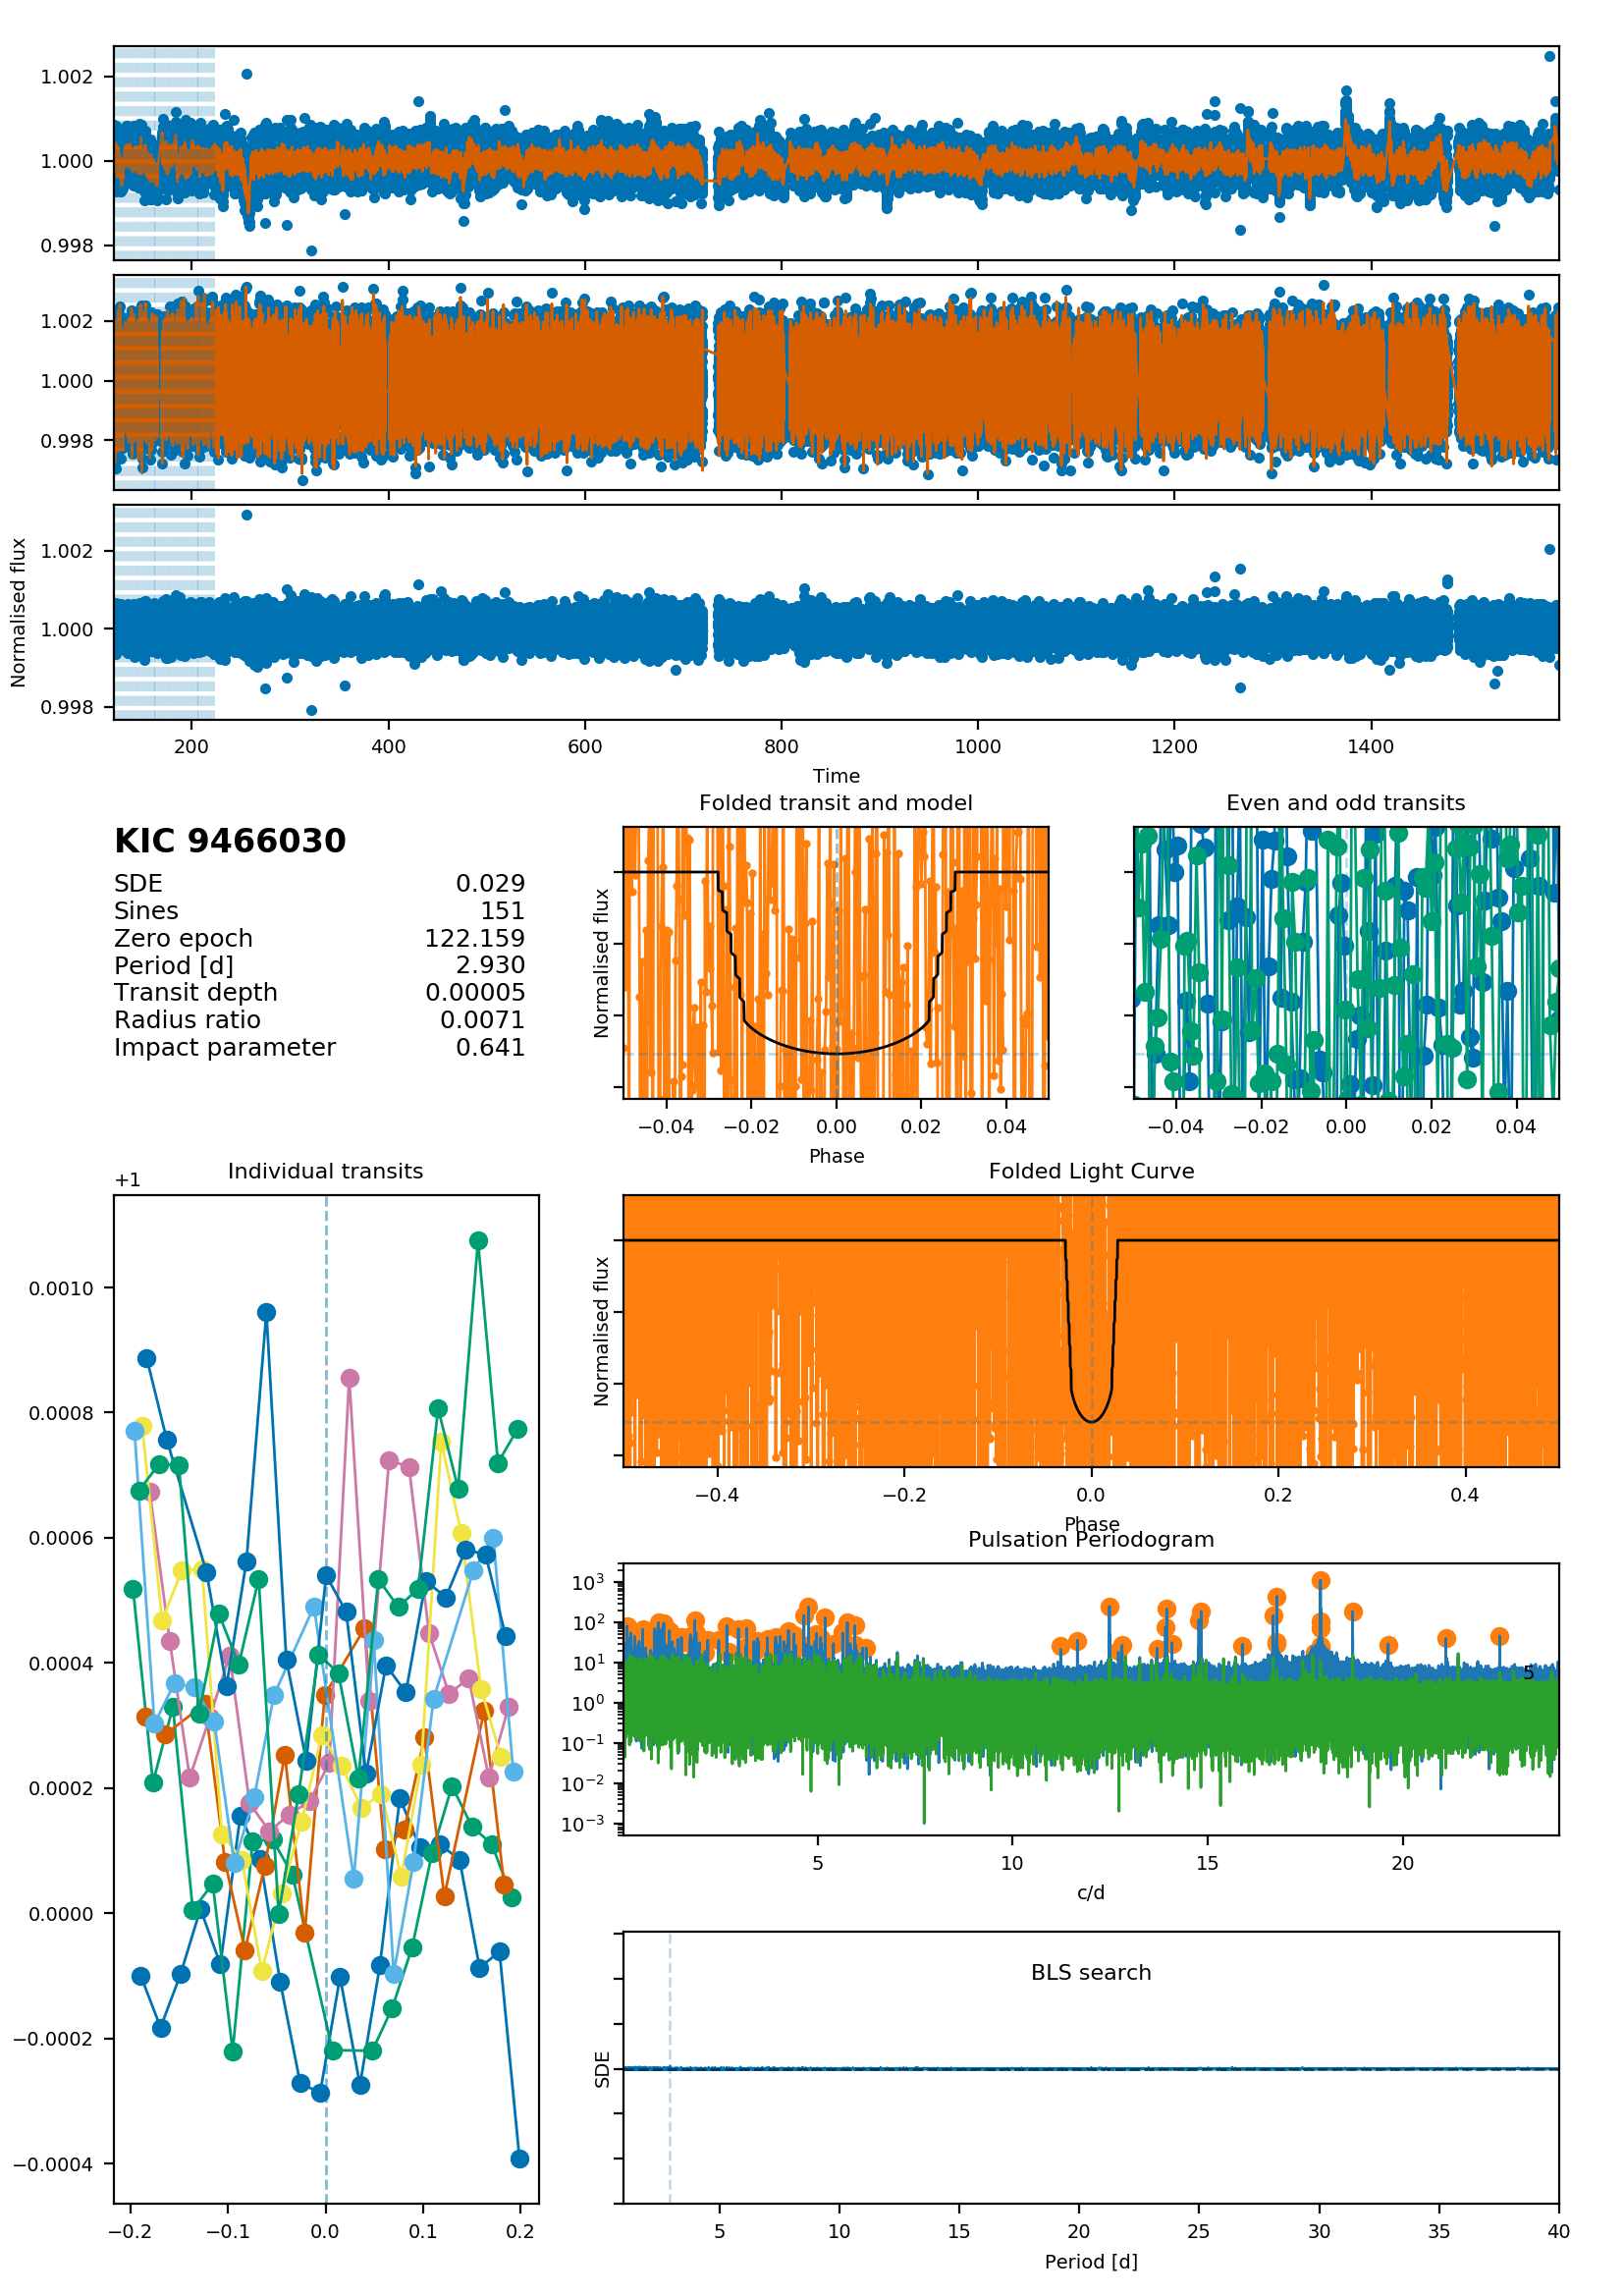 1.002
1.000
0.998
1.002
1.000
0.998
Normalised flux
1.002
1.000
0.998
200 400 600 800 1000 1200 1400
Time
KIC 9466030
SDE 0.029
Sines 151
Zero epoch 122.159
Period [d] 2.930
Transit depth 0.00005
Radius ratio 0.0071
Impact parameter 0.641
Folded transit and model
Normalised flux
−0.04 −0.02 0.00 0.02 0.04
Phase
Even and odd transits
−0.04 −0.02 0.00 0.02 0.04
Individual transits
+1
0.0010
0.0008
0.0006
0.0004
0.0002
0.0000
−0.0002
−0.0004
−0.2 −0.1 0.0 0.1 0.2
Folded Light Curve
Normalised flux
−0.4 −0.2 0.0 0.2 0.4
Phase
Pulsation Periodogram
10³
10²
10¹
10⁰
10⁻¹
10⁻²
10⁻³
5
5 10 15 20
c/d
BLS search
SDE
5 10 15 20 25 30 35 40
Period [d]